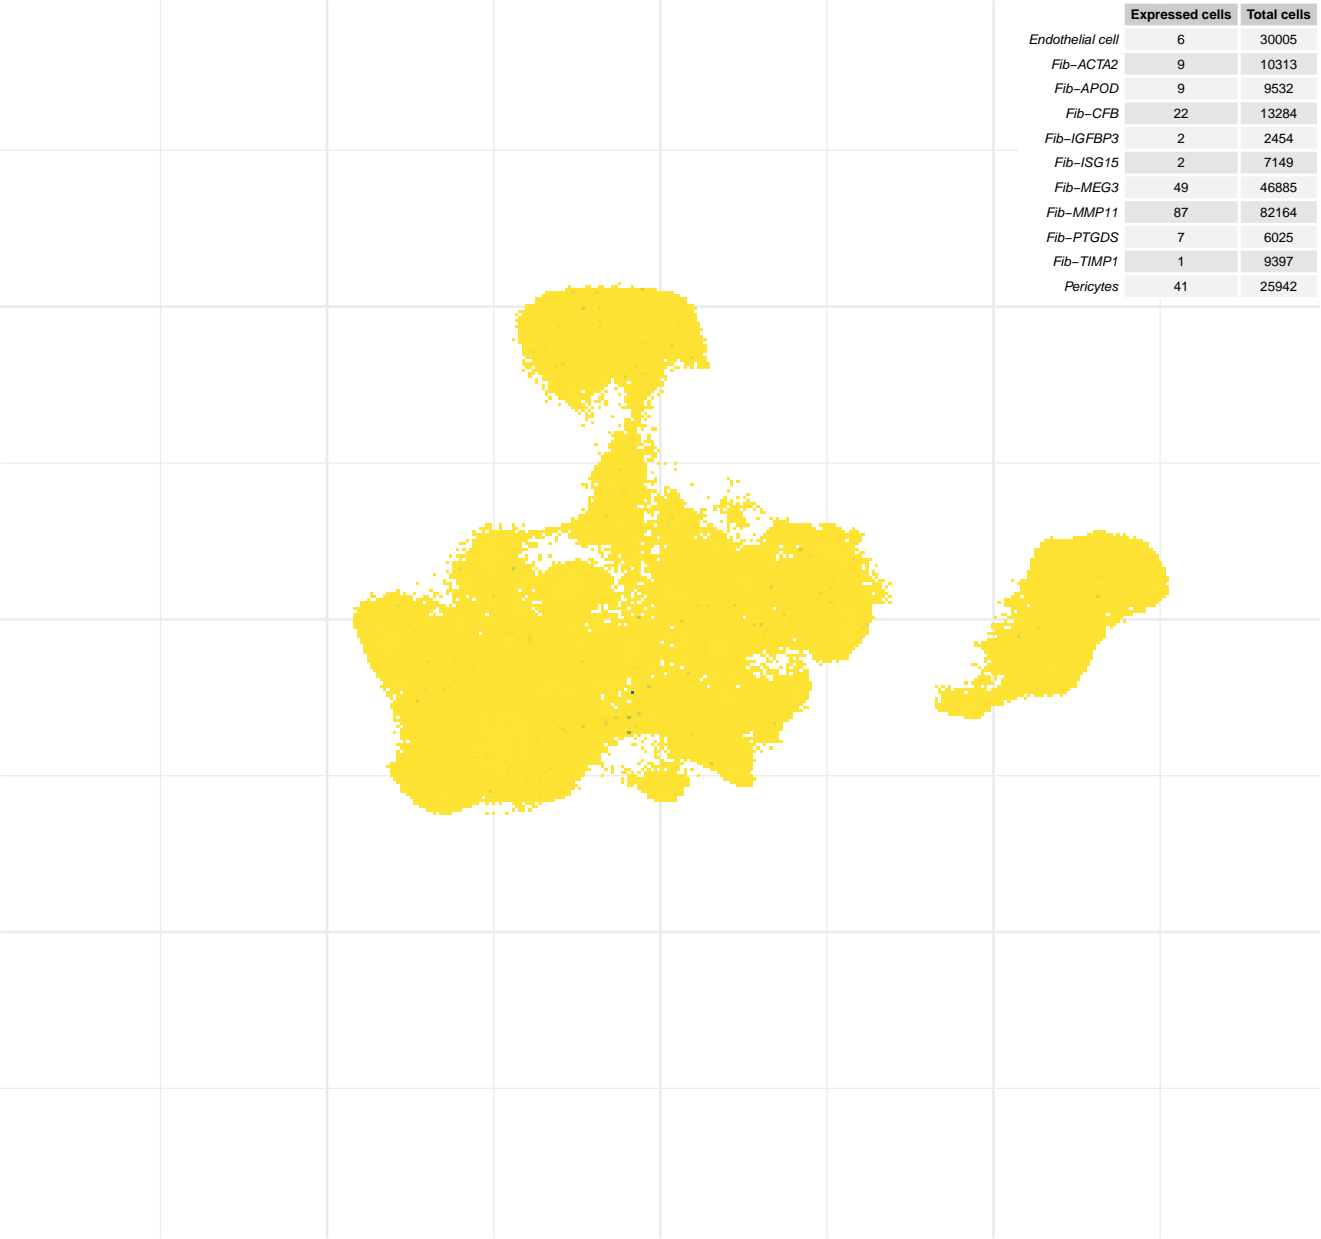 Expressed cells Total cells
Endothelial cell 6 30005
Fib−ACTA2 9 10313
Fib−APOD 9 9532
Fib−CFB 22 13284
Fib−IGFBP3 2 2454
Fib−ISG15 2 7149
Fib−MEG3 49 46885
Fib−MMP11 87 82164
Fib−PTGDS 7 6025
Fib−TIMP1 1 9397
Pericytes 41 25942